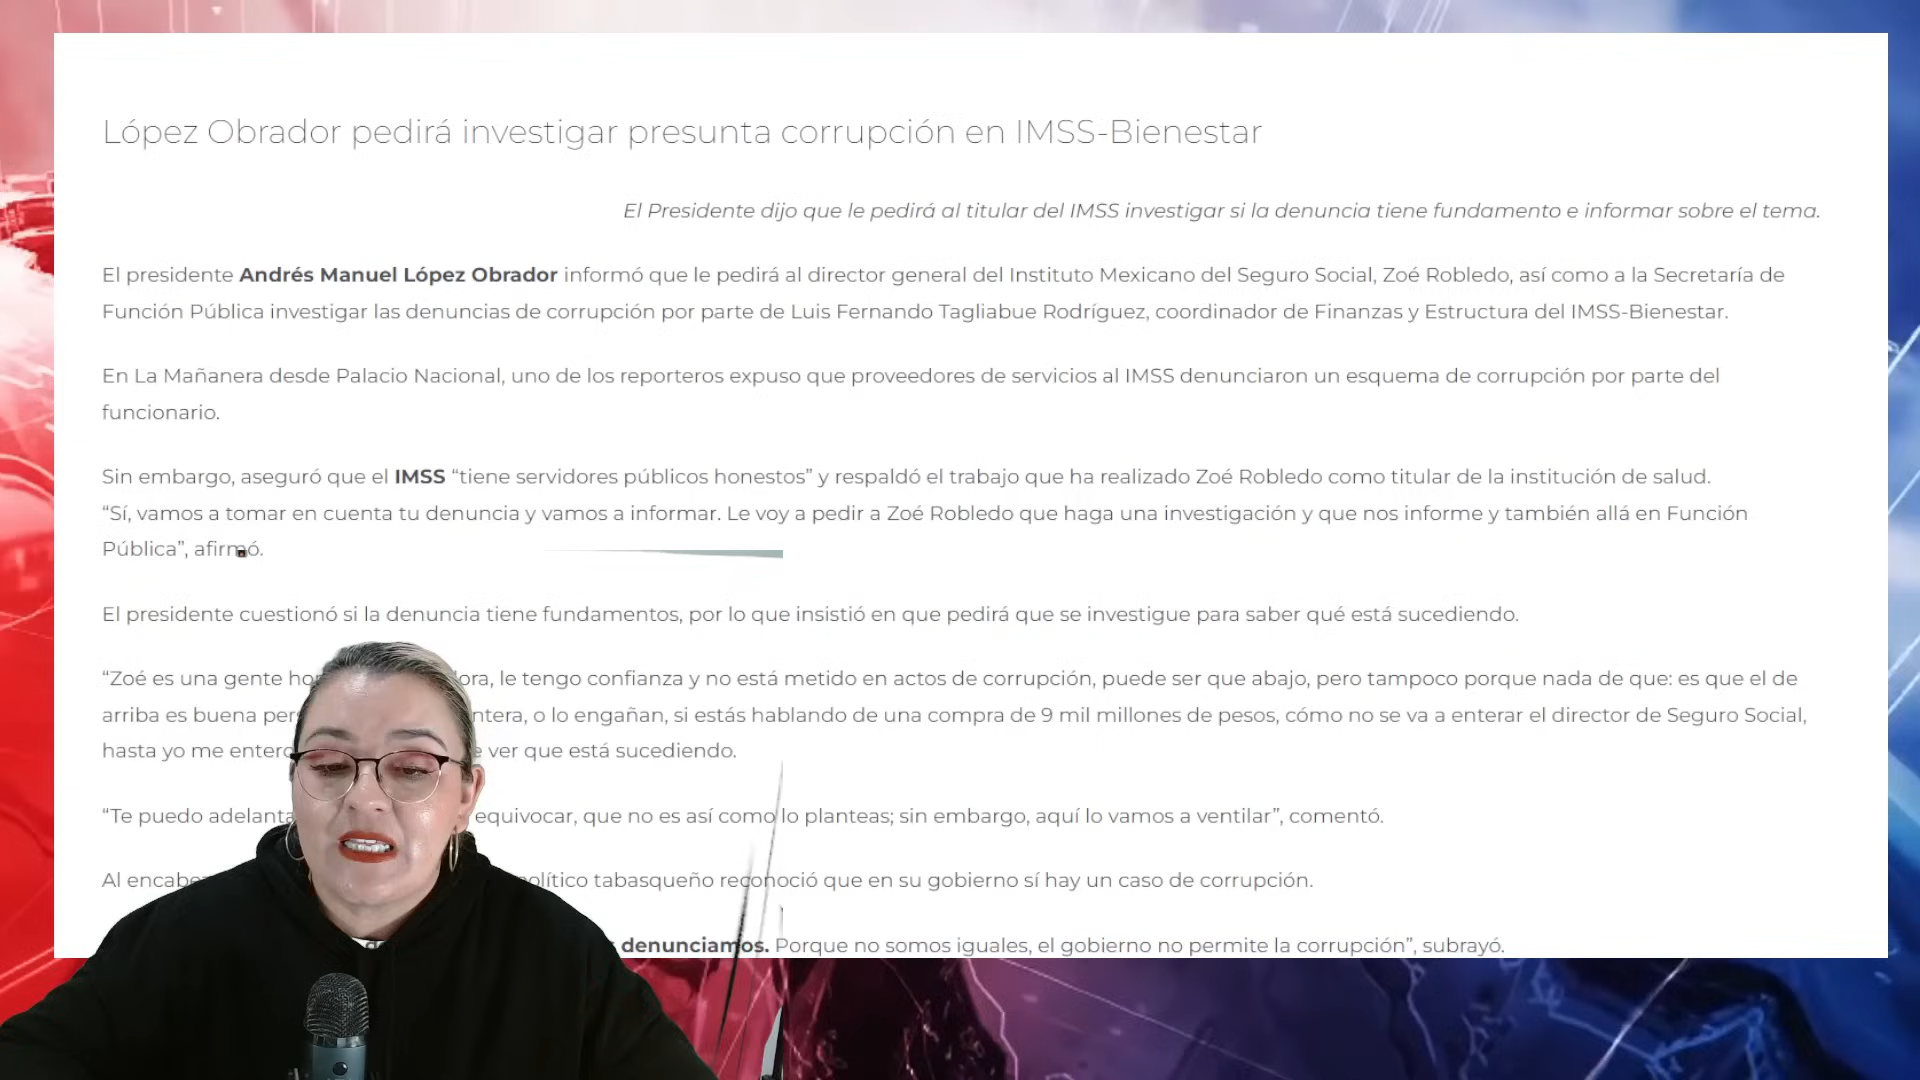 López Obrador pedirá investigar presunta corrupción en IMSS-Bienestar
El Presidente dijo que le pedirá al titular del IMSS investigar si la denuncia tiene fundamento e informar sobre el tema.
El presidente Andrés Manuel López Obrador informó que le pedirá al director general del Instituto Mexicano del Seguro Social, Zoé Robledo, así como a la Secretaría de
Función Pública investigar las denuncias de corrupción por parte de Luis Fernando Tagliabue Rodríguez, coordinador de Finanzas y Estructura del IMSS-Bienestar.
En La Mañanera desde Palacio Nacional, uno de los reporteros expuso que proveedores de servicios al IMSS denunciaron un esquema de corrupción por parte del
funcionario.
Sin embargo, aseguró que el IMSS “tiene servidores públicos honestos” y respaldó el trabajo que ha realizado Zoé Robledo como titular de la institución de salud.
“Sí, vamos a tomar en cuenta tu denuncia y vamos a informar. Le voy a pedir a Zoé Robledo que haga una investigación y que nos informe y también allá en Función
Pública”, afirmó.
El presidente cuestionó si la denuncia tiene fundamentos, por lo que insistió en que pedirá que se investigue para saber qué está sucediendo.
“Zoé es una gente le tengo confianza y no está metido en actos de corrupción, puede ser que abajo, pero tampoco porque nada de que: es que el de
arriba es buena o lo engañan, si estás hablando de una compra de 9 mil millones de pesos, cómo no se va a enterar el director de Seguro Social,
hasta yo me ver que está sucediendo.
“Te puedo equivocar, que no es así como lo planteas; sin embargo, aquí lo vamos a ventilar”, comentó.
Al tabasqueño reconoció que en su gobierno sí hay un caso de corrupción.
denunciamos. Porque no somos iguales, el gobierno no permite la corrupción”, subrayó.